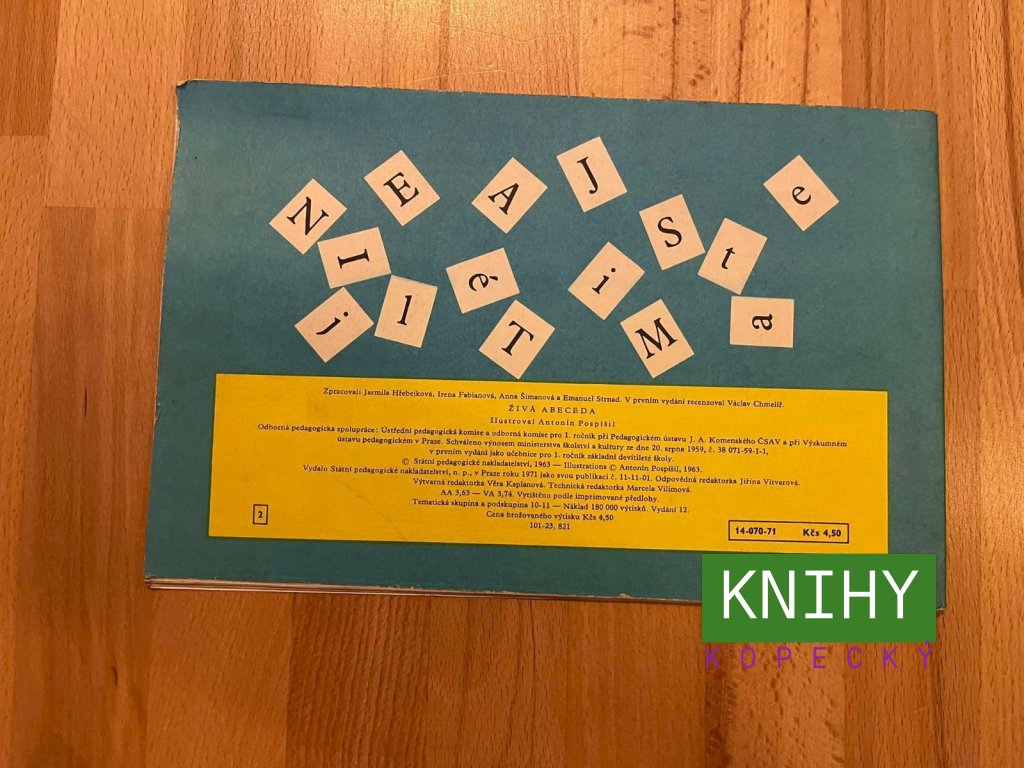 N E A J e
I é i S t
j l T M a
Zpracovali Jarmila Hřebejková, Irena Fabianová, Anna Šimanová a Emanuel Strnad. V prvním vydání recenzoval Václav Chmelíř.
ŽIVÁ ABECEDA
Ilustroval Antonín Pospíšil
Odborná pedagogická spolupráce: Ústřední pedagogická komise a odborná komise pro 1. ročník při Pedagogickém ústavu J. A. Komenského ČSAV a při Výzkumném
ústavu pedagogickém v Praze. Schváleno výnosem ministerstva školství a kultury ze dne 20. srpna 1959, č. 38 071-59-1-1,
v prvním vydání jako učebnice pro 1. ročník základní devítileté školy.
© Státní pedagogické nakladatelství, 1963 — Illustrations © Antonín Pospíšil, 1963.
Vydalo Státní pedagogické nakladatelství, n. p., v Praze roku 1971 jako svou publikaci č. 11-11-01. Odpovědná redaktorka Jiřina Vitvarová.
Výtvarná redaktorka Věra Kaplanová. Technická redaktorka Marcela Vilímová.
AA 3,63 — VA 3,74. Vytištěno podle imprimované předlohy.
Tematická skupina a podskupina 10-11 — Náklad 180 000 výtisků. Vydání 12.
Cena brožovaného výtisku Kčs 4,50
101-23, 821
2
14-070-71 Kčs 4,50
KNIHY
KOPECKÝ